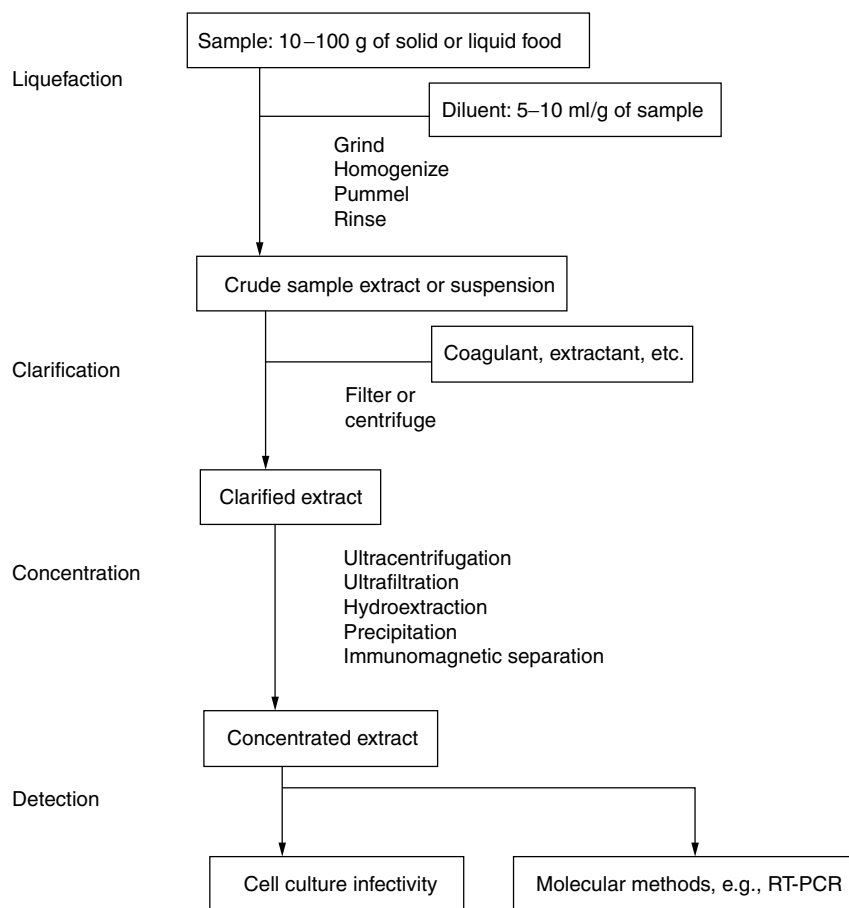 Sample: 10–100 g of solid or liquid food
Liquefaction
Diluent: 5–10 ml/g of sample
Grind
Homogenize
Pummel
Rinse
Crude sample extract or suspension
Coagulant, extractant, etc.
Clarification
Filter or
centrifuge
Clarified extract
Ultracentrifugation
Concentration
Ultrafiltration
Hydroextraction
Precipitation
Immunomagnetic separation
Concentrated extract
Detection
Cell culture infectivity
Molecular methods, e.g., RT-PCR